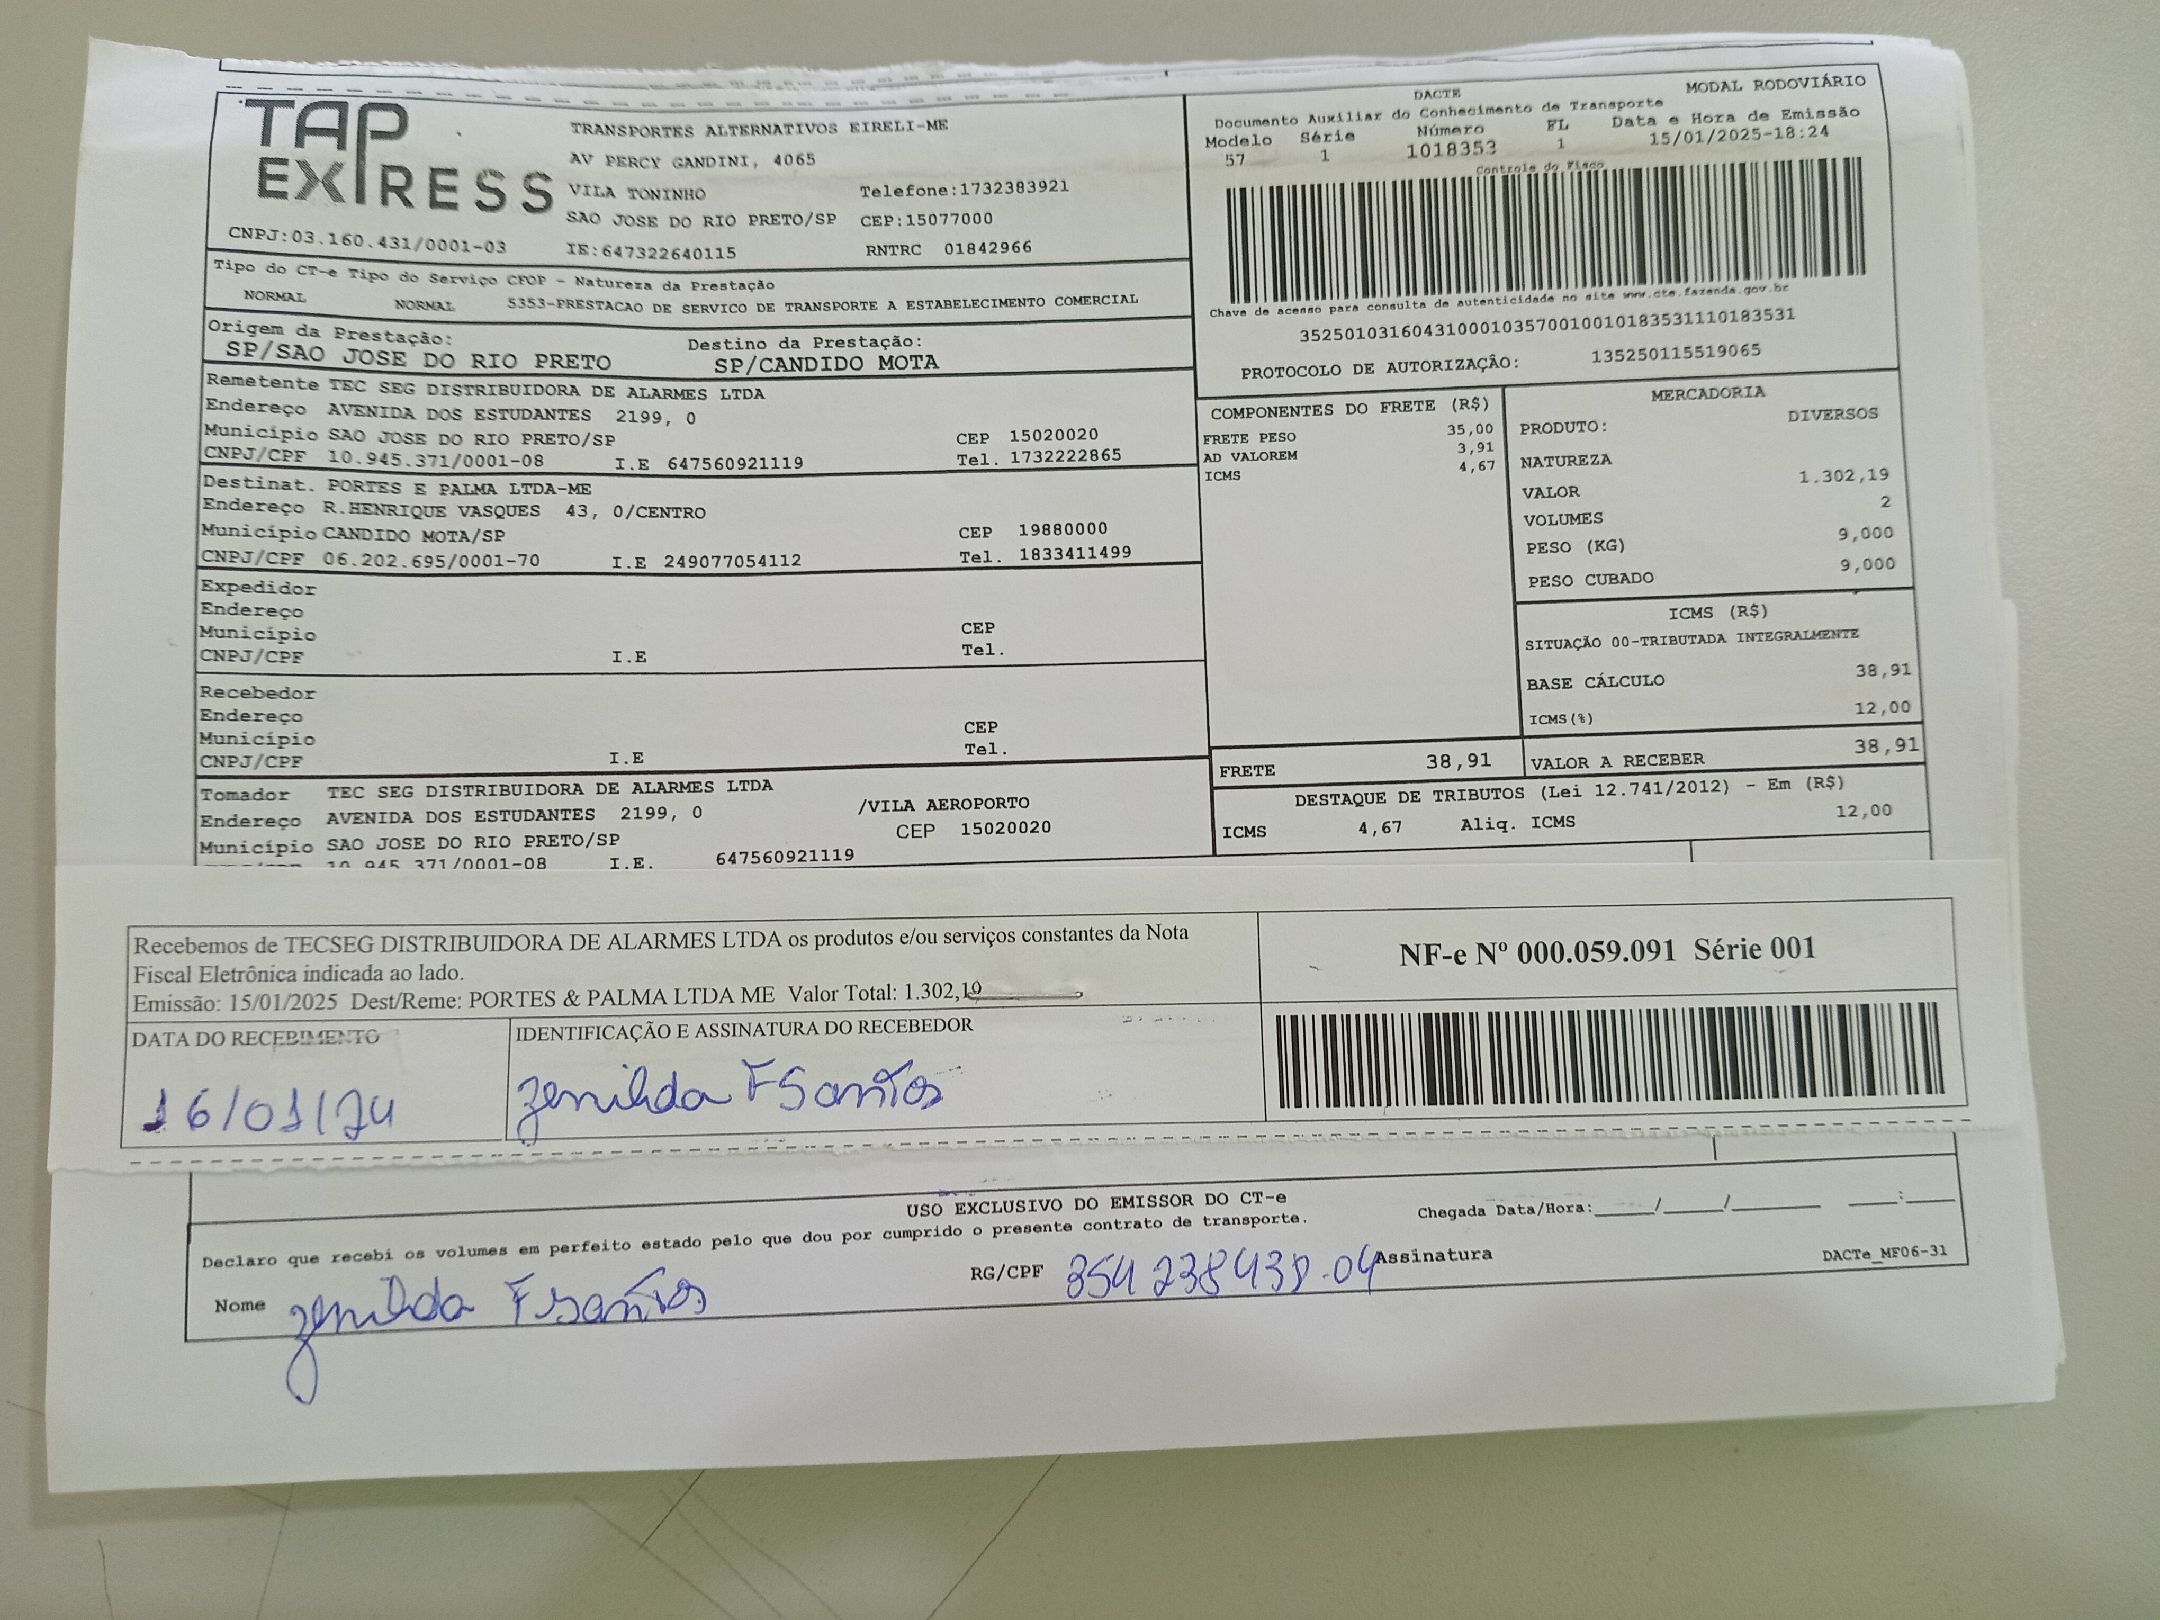 TAP EXPRESS
TRANSPORTES ALTERNATIVOS EIRELI-ME
AV PERCY GANDINI, 4065
VILA TONINHO Telefone:1732383921
SAO JOSE DO RIO PRETO/SP CEP:15077000
CNPJ:03.160.431/0001-03 IE:647322640115 RNTRC 01842966
DACTE MODAL RODOVIÁRIO
Documento Auxiliar do Conhecimento de Transporte
Modelo Série Número FL Data e Hora de Emissão
57 1 1018353 1 15/01/2025-18:24
Controle do Fisco
Chave de acesso para consulta de autenticidade no site www.cte.fazenda.gov.br
35250103160431000103570010010183531110183531
PROTOCOLO DE AUTORIZAÇÃO: 135250115519065
Tipo do CT-e Tipo do Serviço CFOP - Natureza da Prestação
NORMAL NORMAL 5353-PRESTACAO DE SERVICO DE TRANSPORTE A ESTABELECIMENTO COMERCIAL
Origem da Prestação: Destino da Prestação:
SP/SAO JOSE DO RIO PRETO SP/CANDIDO MOTA
Remetente TEC SEG DISTRIBUIDORA DE ALARMES LTDA
Endereço AVENIDA DOS ESTUDANTES 2199, 0
Município SAO JOSE DO RIO PRETO/SP CEP 15020020
CNPJ/CPF 10.945.371/0001-08 I.E 647560921119 Tel. 1732222865
Destinat. PORTES E PALMA LTDA-ME
Endereço R.HENRIQUE VASQUES 43, 0/CENTRO
Município CANDIDO MOTA/SP CEP 19880000
CNPJ/CPF 06.202.695/0001-70 I.E 249077054112 Tel. 1833411499
Expedidor
Endereço
Município CEP
CNPJ/CPF I.E Tel.
Recebedor
Endereço
Município CEP
CNPJ/CPF I.E Tel.
Tomador TEC SEG DISTRIBUIDORA DE ALARMES LTDA
Endereço AVENIDA DOS ESTUDANTES 2199, 0 /VILA AEROPORTO
Município SAO JOSE DO RIO PRETO/SP CEP 15020020
10.945.371/0001-08 I.E. 647560921119
COMPONENTES DO FRETE (R$)
FRETE PESO 35,00
AD VALOREM 3,91
ICMS 4,67
MERCADORIA
PRODUTO: DIVERSOS
NATUREZA
VALOR 1.302,19
VOLUMES 2
PESO (KG) 9,000
PESO CUBADO 9,000
ICMS (R$)
SITUAÇÃO 00-TRIBUTADA INTEGRALMENTE
BASE CÁLCULO 38,91
ICMS(%) 12,00
FRETE 38,91 VALOR A RECEBER 38,91
DESTAQUE DE TRIBUTOS (Lei 12.741/2012) - Em (R$)
ICMS 4,67 Aliq. ICMS 12,00
Recebemos de TECSEG DISTRIBUIDORA DE ALARMES LTDA os produtos e/ou serviços constantes da Nota
Fiscal Eletrônica indicada ao lado.
Emissão: 15/01/2025 Dest/Reme: PORTES & PALMA LTDA ME Valor Total: 1.302,19
NF-e Nº 000.059.091 Série 001
DATA DO RECEBIMENTO IDENTIFICAÇÃO E ASSINATURA DO RECEBEDOR
16/01/24 Zenilda F Santos
USO EXCLUSIVO DO EMISSOR DO CT-e
Declaro que recebi os volumes em perfeito estado pelo que dou por cumprido o presente contrato de transporte.
Chegada Data/Hora:____/____/______ ___:___
Nome Zenilda F Santos RG/CPF 354 238438-04 Assinatura
DACTe_MF06-31